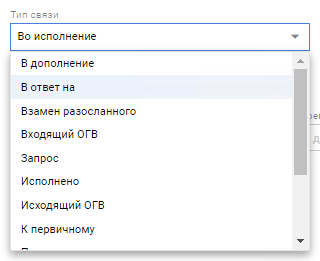 Тип связи
Во исполнение
В дополнение
В ответ на
Взамен разосланного
Входящий ОГВ
Запрос
Исполнено
Исходящий ОГВ
К первичному